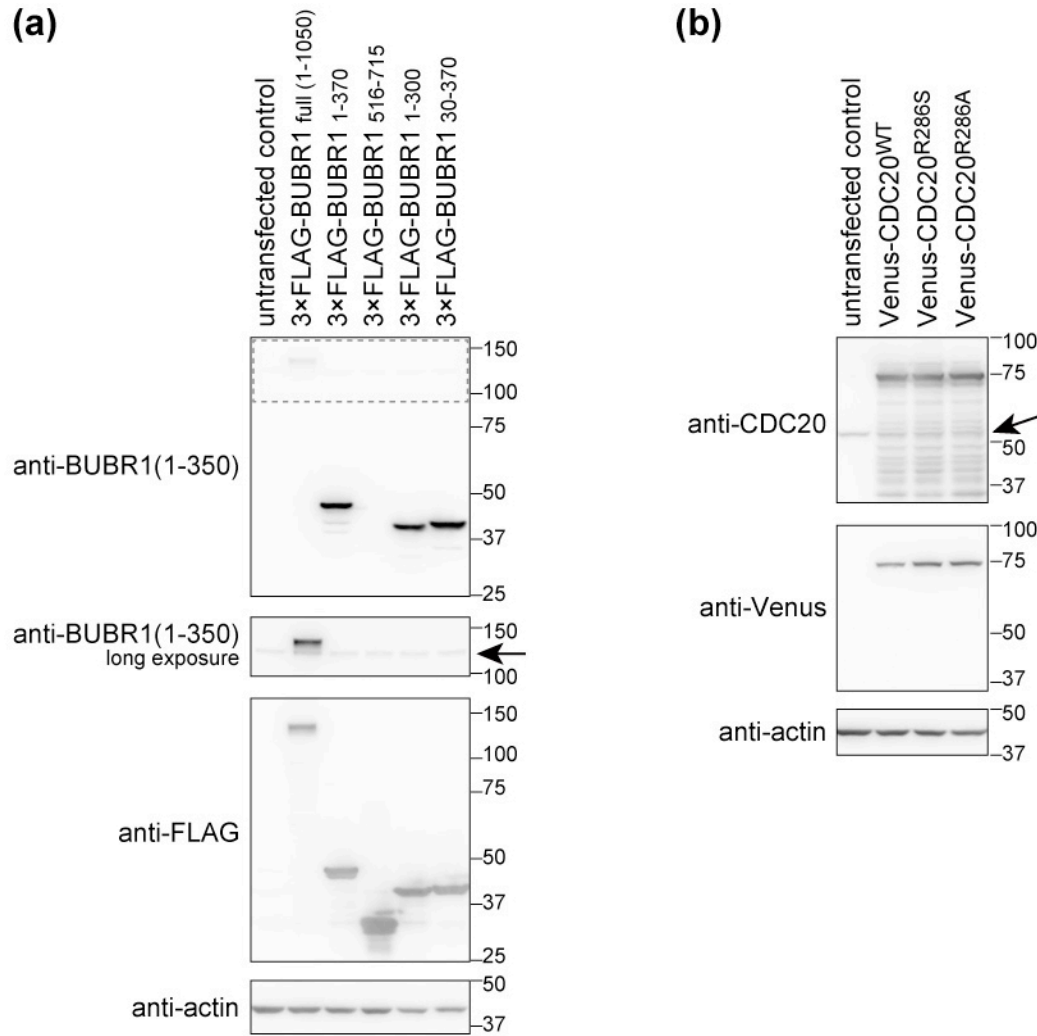 (a)
untransfected control
3×FLAG-BUBR1 full (1-1050)
3×FLAG-BUBR1 1-370
3×FLAG-BUBR1 516-715
3×FLAG-BUBR1 1-300
3×FLAG-BUBR1 30-370
anti-BUBR1(1-350)
150
100
75
50
37
25
anti-BUBR1(1-350)
long exposure
150
100
anti-FLAG
150
100
75
50
37
25
anti-actin
50
37
(b)
untransfected control
Venus-CDC20WT
Venus-CDC20R286S
Venus-CDC20R286A
anti-CDC20
100
75
50
37
anti-Venus
100
75
50
37
anti-actin
50
37